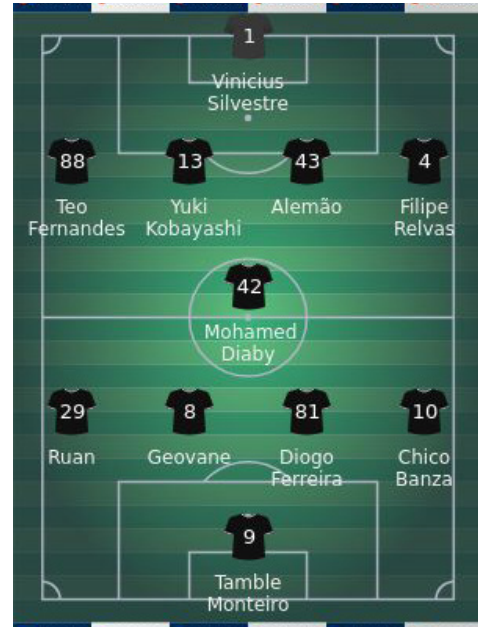 1
Vinicius
Silvestre
88 13 43 4
Teo Yuki Alemão Filipe
Fernandes Kobayashi Relvas
42
Mohamed
Diaby
29 8 81 10
Ruan Geovane Diogo Chico
Ferreira Banza
9
Tamble
Monteiro